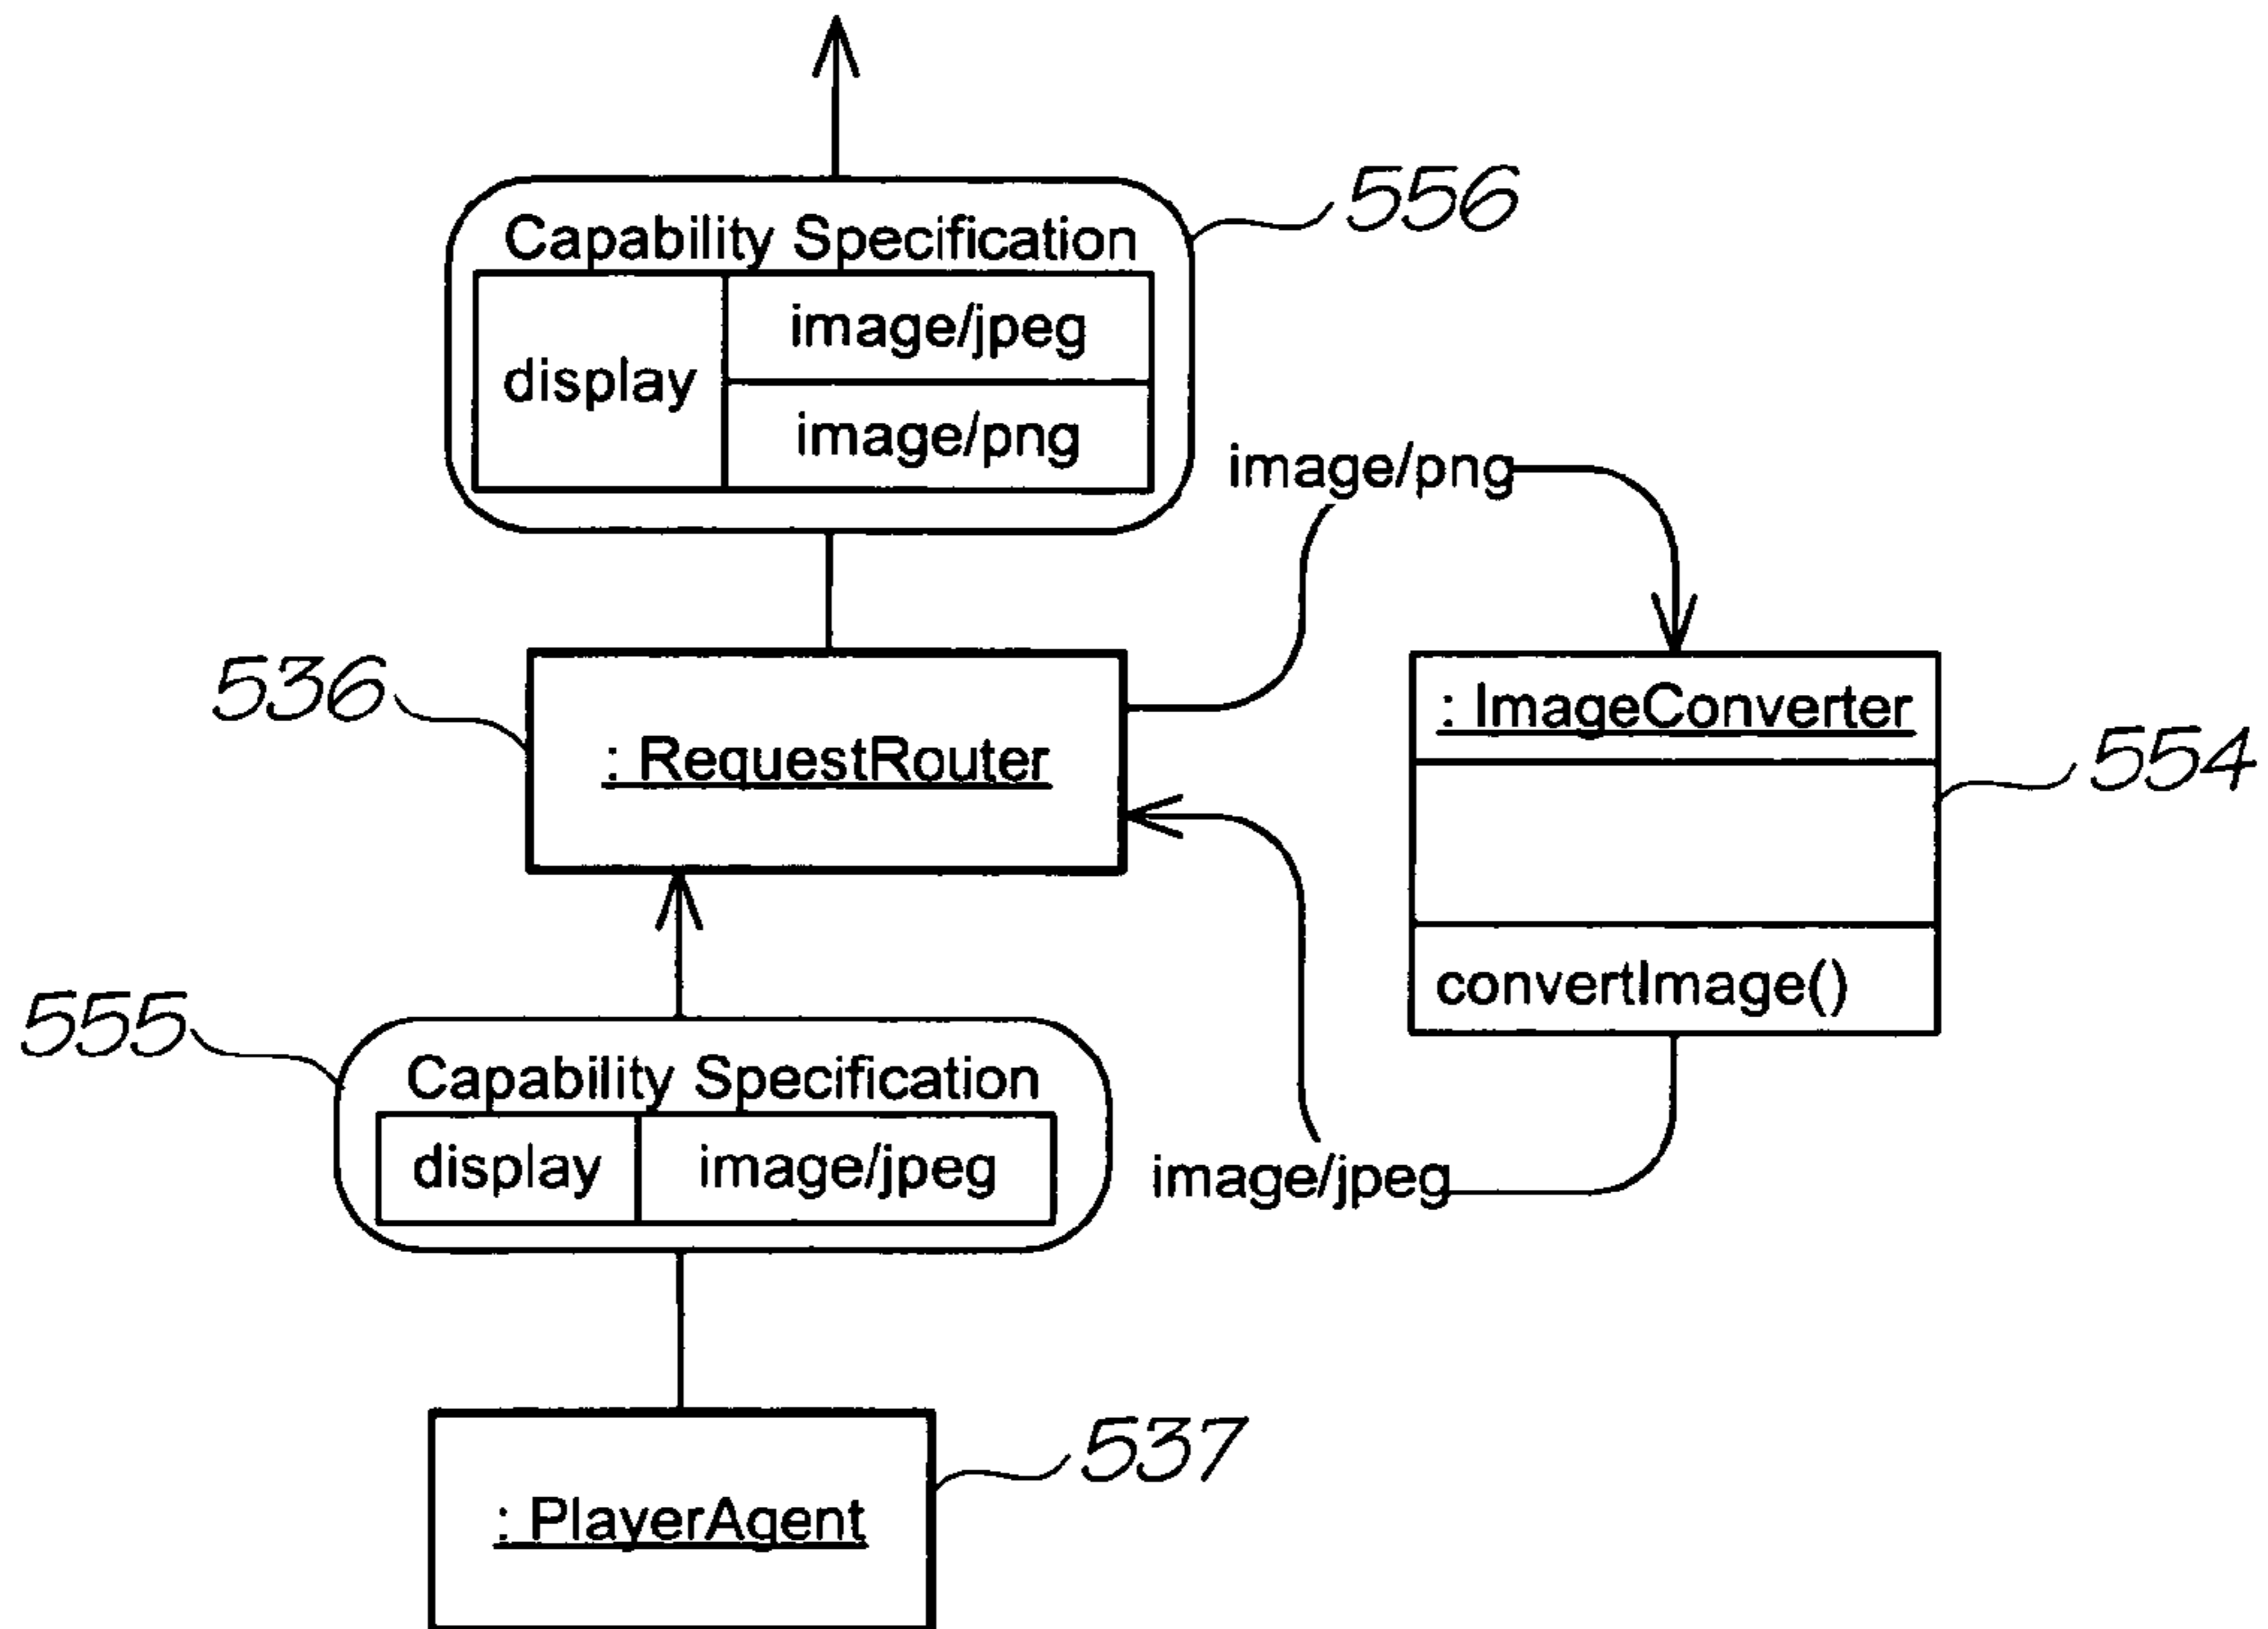 556
Capability Specification
image/jpeg
display
image/png
image/png
536
: RequestRouter
: ImageConverter
554
convertImage()
555
Capability Specification
display image/jpeg
image/jpeg
537
: PlayerAgent